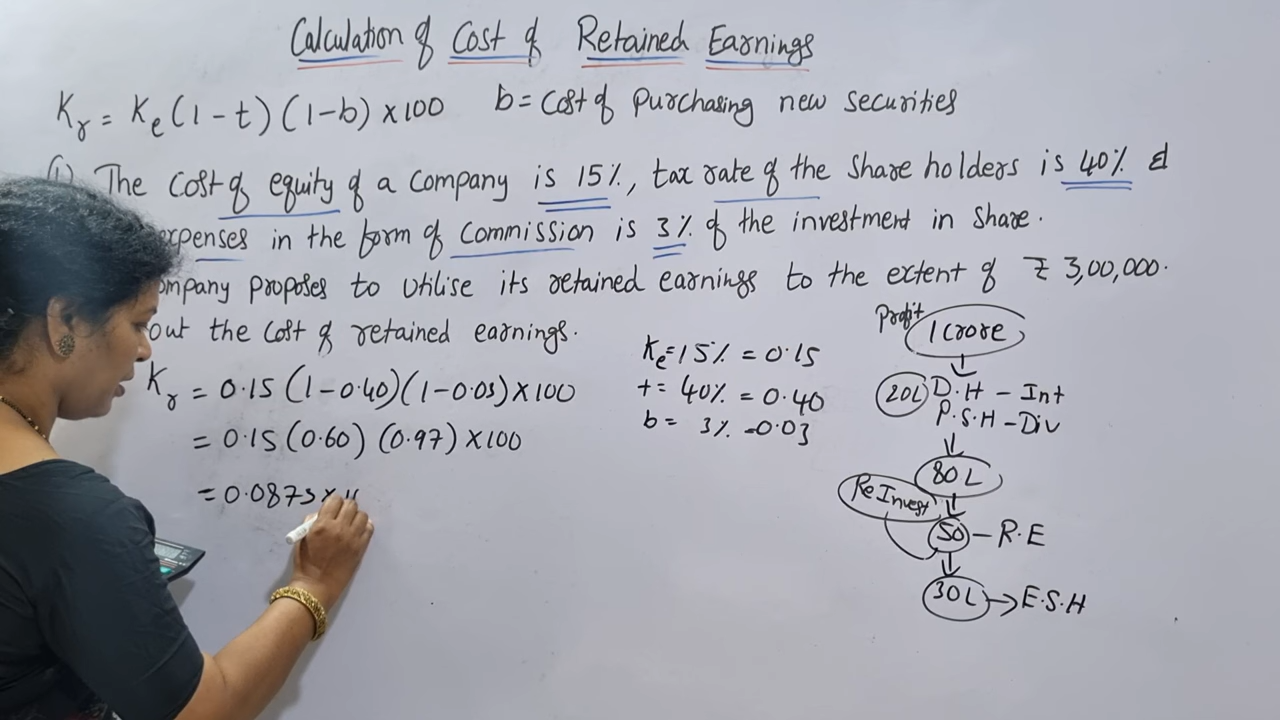 Calculation of Cost of Retained Earnings
Kr = Ke (1 - t) (1 - b) × 100 b = Cost of Purchasing new securities
The cost of equity of a Company is 15%, tax rate of the Share holders is 40% &
in the form of Commission is 3% of the investment in Share.
proposes to utilise its retained earnings to the extent of ₹ 3,00,000.
out the cost of retained earnings.
Kr = 0.15 (1 - 0.40) (1 - 0.03) × 100
= 0.15 (0.60) (0.97) × 100
= 0.0873 ×
Ke = 15% = 0.15
t = 40% = 0.40
b = 3% = 0.03
Profit
1 Crore
20L D.H - Int
P.S.H - Div
80 L
Re Invest
50 - R.E
30L → E.S.H